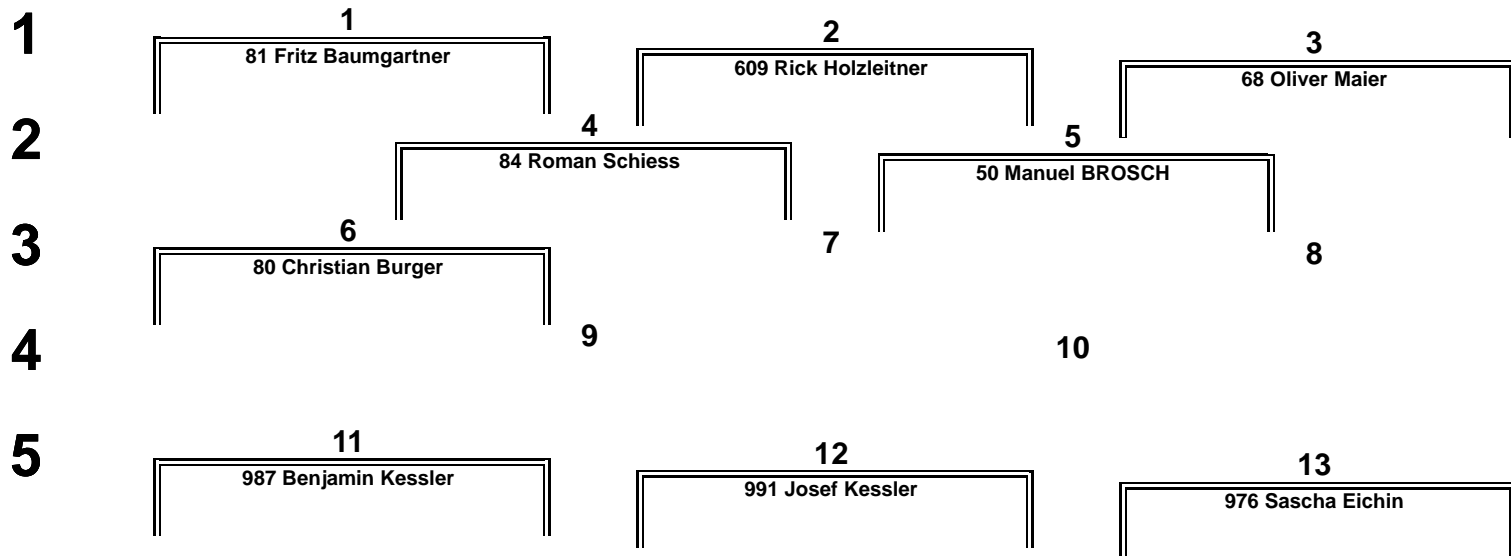 1
1
81 Fritz Baumgartner
2
609 Rick Holzleitner
3
68 Oliver Maier
2
4
84 Roman Schiess
5
50 Manuel BROSCH
3
6
80 Christian Burger
7
8
4
9
10
5
11
987 Benjamin Kessler
12
991 Josef Kessler
13
976 Sascha Eichin